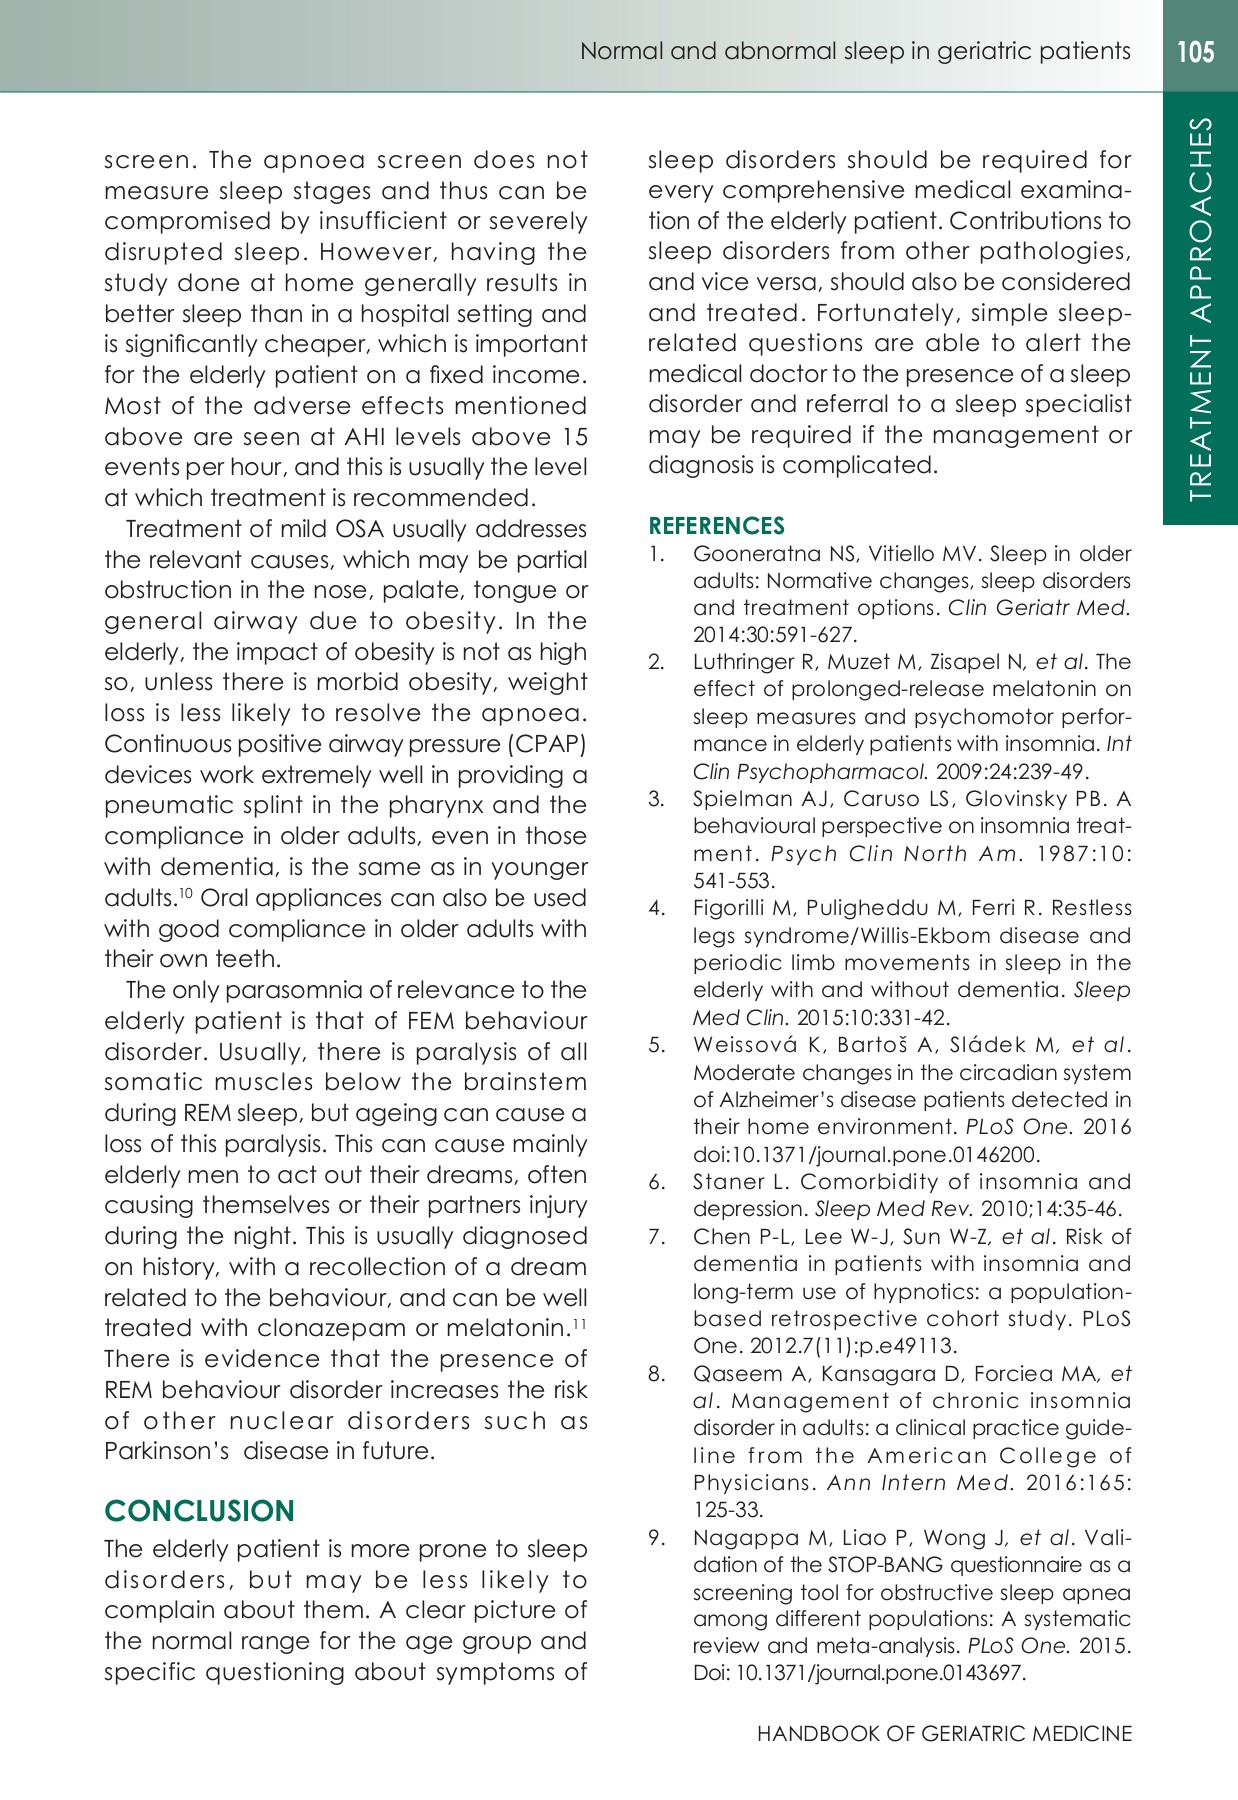 Normal and abnormal sleep in geriatric patients
105
TREATMENT APPROACHES
screen. The apnoea screen does not
measure sleep stages and thus can be
compromised by insufficient or severely
disrupted sleep. However, having the
study done at home generally results in
better sleep than in a hospital setting and
is significantly cheaper, which is important
for the elderly patient on a fixed income.
Most of the adverse effects mentioned
above are seen at AHI levels above 15
events per hour, and this is usually the level
at which treatment is recommended.
Treatment of mild OSA usually addresses
the relevant causes, which may be partial
obstruction in the nose, palate, tongue or
general airway due to obesity. In the
elderly, the impact of obesity is not as high
so, unless there is morbid obesity, weight
loss is less likely to resolve the apnoea.
Continuous positive airway pressure (CPAP)
devices work extremely well in providing a
pneumatic splint in the pharynx and the
compliance in older adults, even in those
with dementia, is the same as in younger
adults.10 Oral appliances can also be used
with good compliance in older adults with
their own teeth.
The only parasomnia of relevance to the
elderly patient is that of FEM behaviour
disorder. Usually, there is paralysis of all
somatic muscles below the brainstem
during REM sleep, but ageing can cause a
loss of this paralysis. This can cause mainly
elderly men to act out their dreams, often
causing themselves or their partners injury
during the night. This is usually diagnosed
on history, with a recollection of a dream
related to the behaviour, and can be well
treated with clonazepam or melatonin.11
There is evidence that the presence of
REM behaviour disorder increases the risk
of other nuclear disorders such as
Parkinson's disease in future.
CONCLUSION
The elderly patient is more prone to sleep
disorders, but may be less likely to
complain about them. A clear picture of
the normal range for the age group and
specific questioning about symptoms of
sleep disorders should be required for
every comprehensive medical examina-
tion of the elderly patient. Contributions to
sleep disorders from other pathologies,
and vice versa, should also be considered
and treated. Fortunately, simple sleep-
related questions are able to alert the
medical doctor to the presence of a sleep
disorder and referral to a sleep specialist
may be required if the management or
diagnosis is complicated.
REFERENCES
1. Gooneratna NS, Vitiello MV. Sleep in older
adults: Normative changes, sleep disorders
and treatment options. Clin Geriatr Med.
2014:30:591-627.
2. Luthringer R, Muzet M, Zisapel N, et al. The
effect of prolonged-release melatonin on
sleep measures and psychomotor perfor-
mance in elderly patients with insomnia. Int
Clin Psychopharmacol. 2009:24:239-49.
3. Spielman AJ, Caruso LS, Glovinsky PB. A
behavioural perspective on insomnia treat-
ment. Psych Clin North Am. 1987:10:
541-553.
4. Figorilli M, Puligheddu M, Ferri R. Restless
legs syndrome/Willis-Ekbom disease and
periodic limb movements in sleep in the
elderly with and without dementia. Sleep
Med Clin. 2015:10:331-42.
5. Weissová K, Bartoš A, Sládek M, et al.
Moderate changes in the circadian system
of Alzheimer's disease patients detected in
their home environment. PLoS One. 2016
doi:10.1371/journal.pone.0146200.
6. Staner L. Comorbidity of insomnia and
depression. Sleep Med Rev. 2010;14:35-46.
7. Chen P-L, Lee W-J, Sun W-Z, et al. Risk of
dementia in patients with insomnia and
long-term use of hypnotics: a population-
based retrospective cohort study. PLoS
One. 2012.7(11):p.e49113.
8. Qaseem A, Kansagara D, Forciea MA, et
al. Management of chronic insomnia
disorder in adults: a clinical practice guide-
line from the American College of
Physicians. Ann Intern Med. 2016:165:
125-33.
9. Nagappa M, Liao P, Wong J, et al. Vali-
dation of the STOP-BANG questionnaire as a
screening tool for obstructive sleep apnea
among different populations: A systematic
review and meta-analysis. PLoS One. 2015.
Doi: 10.1371/journal.pone.0143697.
HANDBOOK OF GERIATRIC MEDICINE